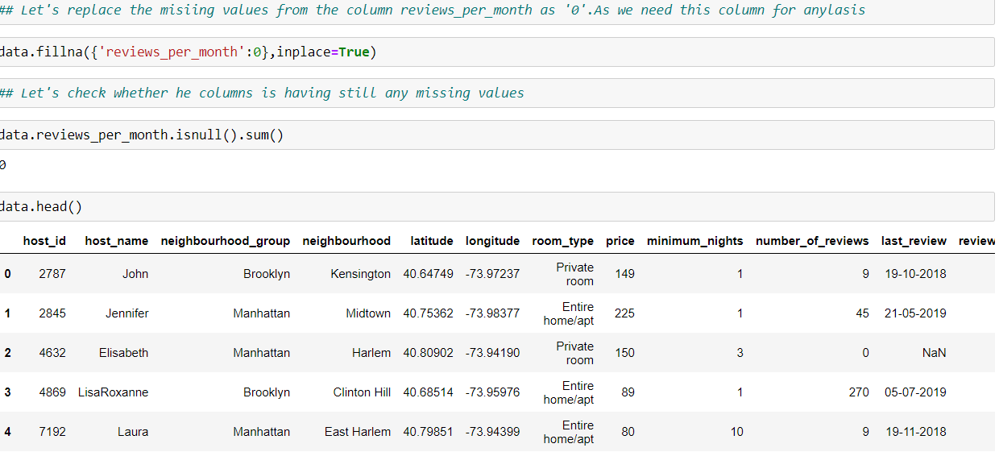 ## Let's replace the misiing values from the column reviews_per_month as '0'.As we need this column for anylasis
data.fillna({'reviews_per_month':0},inplace=True)
## Let's check whether he columns is having still any missing values
data.reviews_per_month.isnull().sum()
0
data.head()
host_id host_name neighbourhood_group neighbourhood latitude longitude room_type price minimum_nights number_of_reviews last_review review
0 2787 John Brooklyn Kensington 40.64749 -73.97237 Private room 149 1 9 19-10-2018
1 2845 Jennifer Manhattan Midtown 40.75362 -73.98377 Entire home/apt 225 1 45 21-05-2019
2 4632 Elisabeth Manhattan Harlem 40.80902 -73.94190 Private room 150 3 0 NaN
3 4869 LisaRoxanne Brooklyn Clinton Hill 40.68514 -73.95976 Entire home/apt 89 1 270 05-07-2019
4 7192 Laura Manhattan East Harlem 40.79851 -73.94399 Entire home/apt 80 10 9 19-11-2018